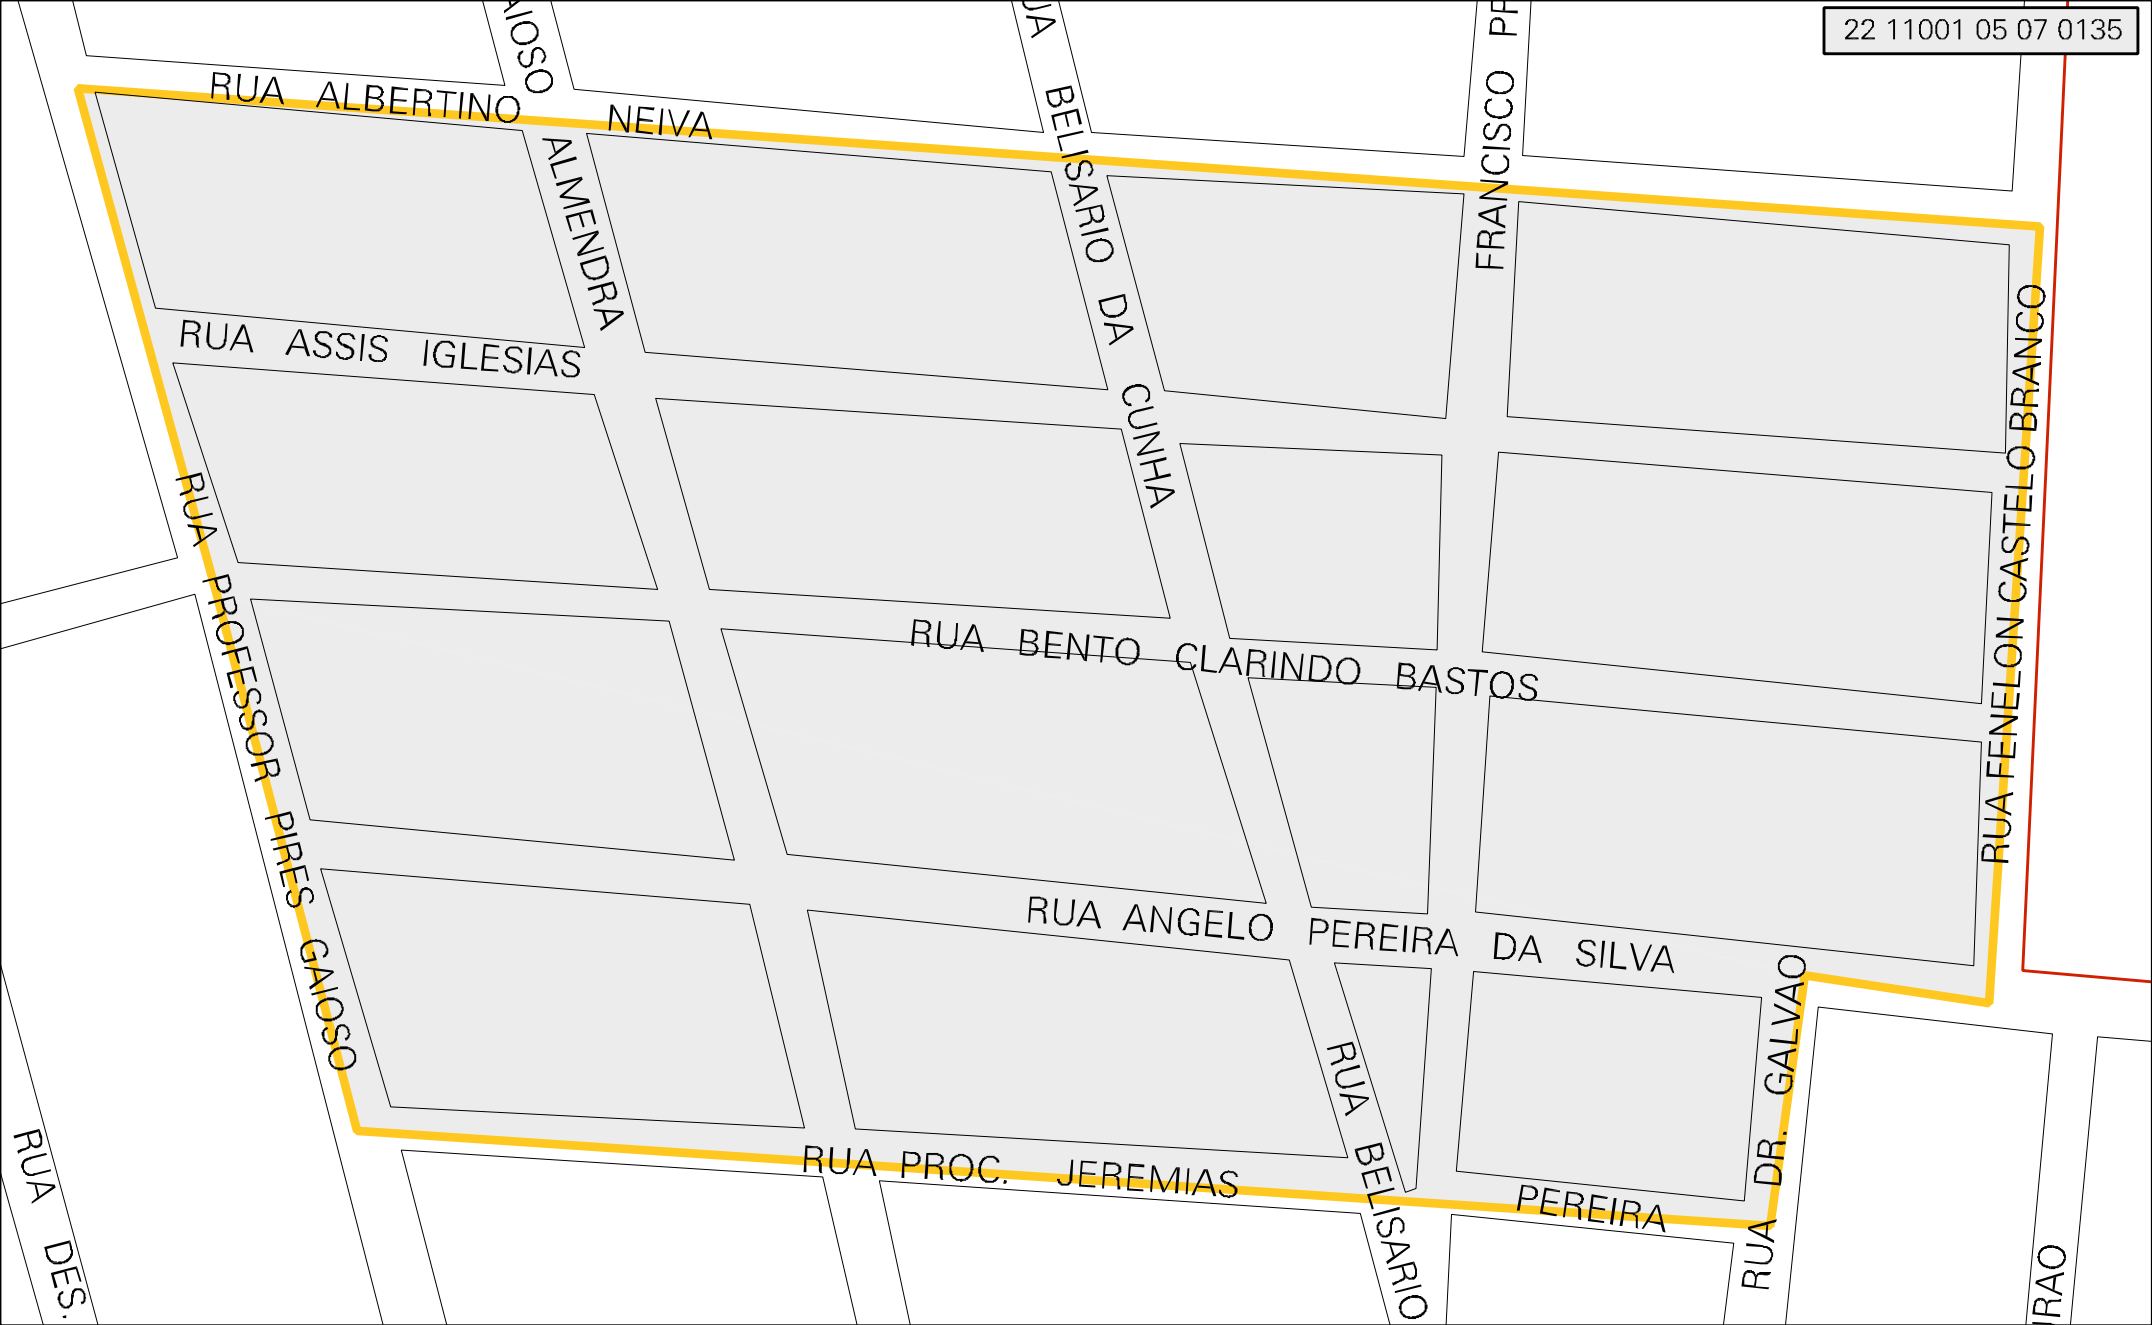 22 11001 05 07 0135
RUA ALBERTINO NEIVA
ALMENDRA
BELISARIO DA CUNHA
FRANCISCO
RUA ASSIS IGLESIAS
RUA FENELON CASTELO BRANCO
RUA PROFESSOR PIRES GAIOSO
RUA BENTO CLARINDO BASTOS
RUA ANGELO PEREIRA DA SILVA
RUA DR. GALVAO
RUA BELISARIO
RUA PROC. JEREMIAS PEREIRA
RUA DES.